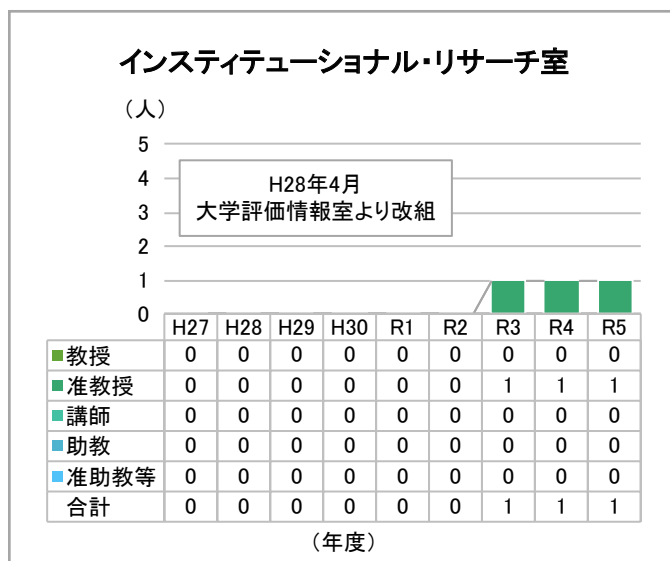 インスティテューショナル・リサーチ室
（人）
5
4
3
2
1
0
H28年4月
大学評価情報室より改組
H27 H28 H29 H30 R1 R2 R3 R4 R5
教授 0 0 0 0 0 0 0 0 0
准教授 0 0 0 0 0 0 1 1 1
講師 0 0 0 0 0 0 0 0 0
助教 0 0 0 0 0 0 0 0 0
准助教等 0 0 0 0 0 0 0 0 0
合計 0 0 0 0 0 0 1 1 1
（年度）